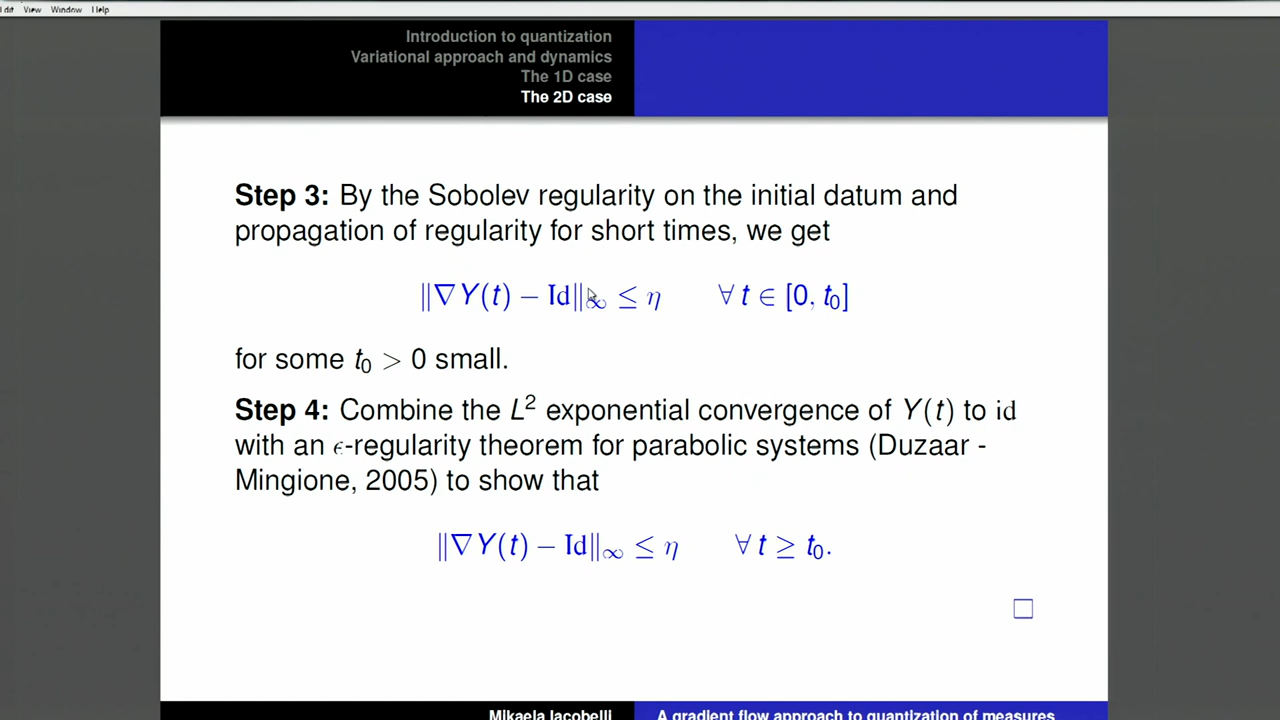 Edit View Window Help
Introduction to quantization
Variational approach and dynamics
The 1D case
The 2D case
Step 3: By the Sobolev regularity on the initial datum and
propagation of regularity for short times, we get
‖∇Y(t) − Id‖∞ ≤ η ∀ t ∈ [0, t₀]
for some t₀ > 0 small.
Step 4: Combine the L² exponential convergence of Y(t) to id
with an ϵ-regularity theorem for parabolic systems (Duzaar -
Mingione, 2005) to show that
‖∇Y(t) − Id‖∞ ≤ η ∀ t ≥ t₀.
Mikaela Iacobelli A gradient flow approach to quantization of measures